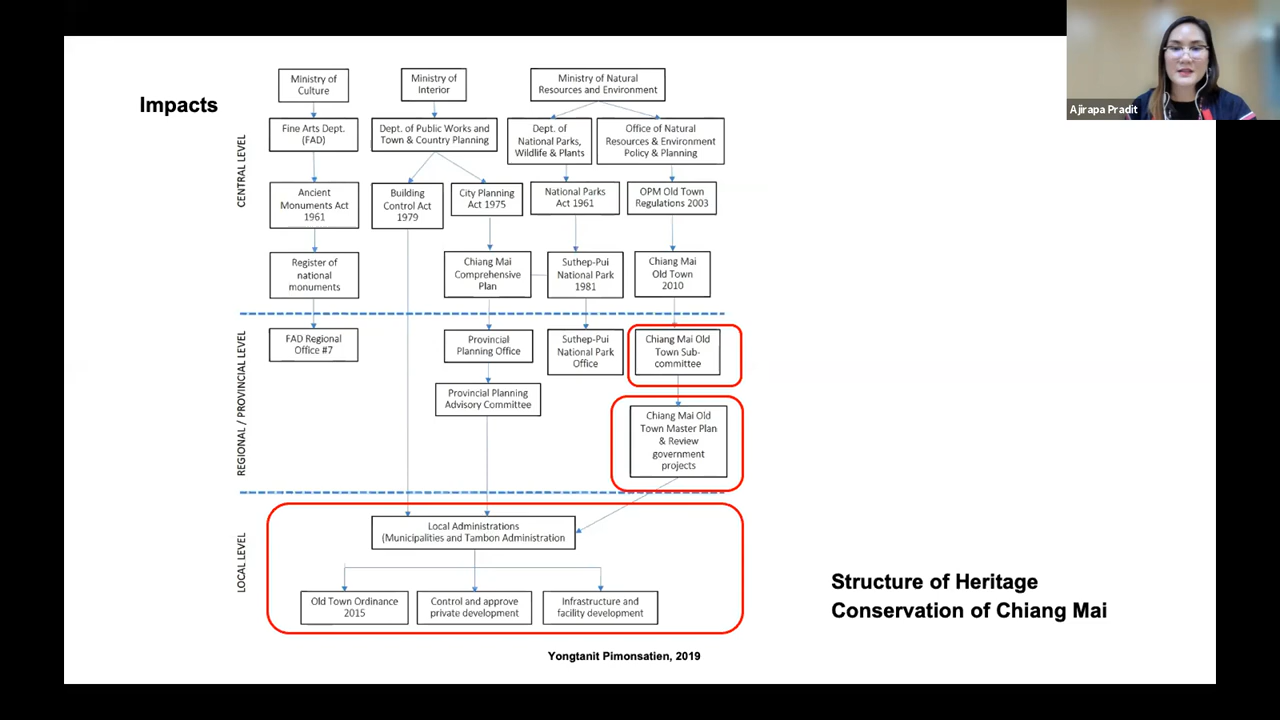 Ajirapa Pradit
Impacts
CENTRAL LEVEL
Ministry of
Culture
Ministry of
Interior
Ministry of Natural
Resources and Environment
Fine Arts Dept.
(FAD)
Dept. of Public Works and
Town & Country Planning
Dept. of
National Parks,
Wildlife & Plants
Office of Natural
Resources & Environment
Policy & Planning
Ancient
Monuments Act
1961
Building
Control Act
1979
City Planning
Act 1975
National Parks
Act 1961
OPM Old Town
Regulations 2003
Register of
national
monuments
Chiang Mai
Comprehensive
Plan
Suthep-Pui
National Park
1981
Chiang Mai
Old Town
2010
REGIONAL / PROVINCIAL LEVEL
FAD Regional
Office #7
Provincial
Planning Office
Suthep-Pui
National Park
Office
Chiang Mai Old
Town Sub-
committee
Provincial Planning
Advisory Committee
Chiang Mai Old
Town Master Plan
& Review
government
projects
LOCAL LEVEL
Local Administrations
(Municipalities and Tambon Administration
Old Town Ordinance
2015
Control and approve
private development
Infrastructure and
facility development
Structure of Heritage
Conservation of Chiang Mai
Yongtanit Pimonsatien, 2019